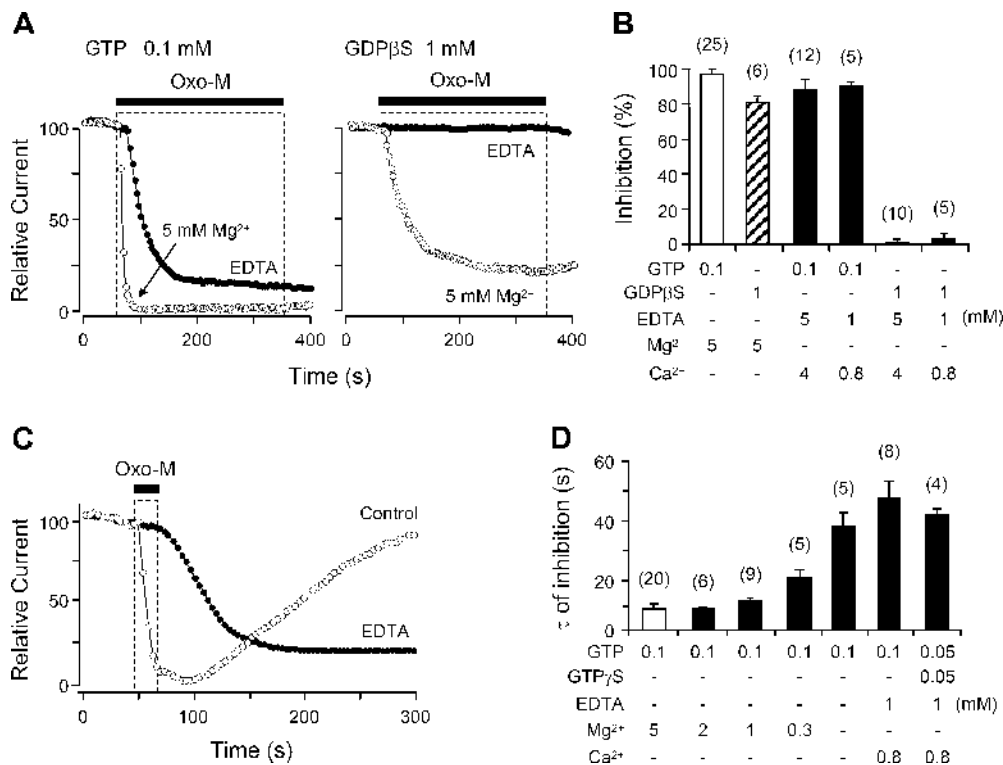 A
GTP 0.1 mM
GDPβS 1 mM
Oxo-M
Oxo-M
Relative Current
100
50
0
5 mM Mg²⁺
EDTA
EDTA
5 mM Mg²⁻
100
50
0
0 200 400
0 200 400
Time (s)
B
Inhibition (%)
100
80
60
40
20
0
(25) (6) (12) (5) (10) (5)
GTP 0.1 - 0.1 0.1 - -
GDPβS - 1 - - 1 1
EDTA - - 5 1 5 1 (mM)
Mg² 5 5 - - - -
Ca²⁻ - - 4 0.8 4 0.8
C
Oxo-M
Relative Current
100
50
0
Control
EDTA
0 100 200 300
Time (s)
D
τ of inhibition (s)
60
40
20
0
(20) (6) (9) (5) (5) (8) (4)
GTP 0.1 0.1 0.1 0.1 0.1 0.1 0.05
GTPγS - - - - - - 0.05
EDTA - - - - - 1 1 (mM)
Mg²⁺ 5 2 1 0.3 - - -
Ca²⁺ - - - - - 0.8 0.8